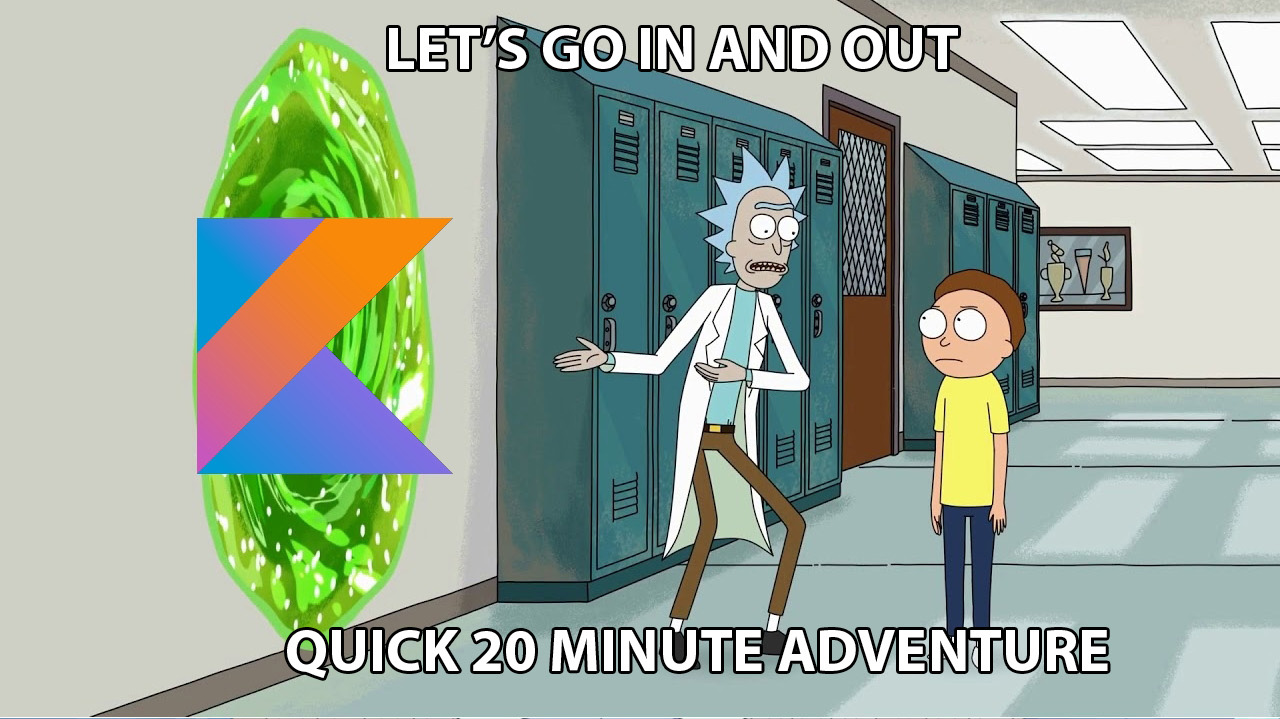 LET’S GO IN AND OUT
QUICK 20 MINUTE ADVENTURE